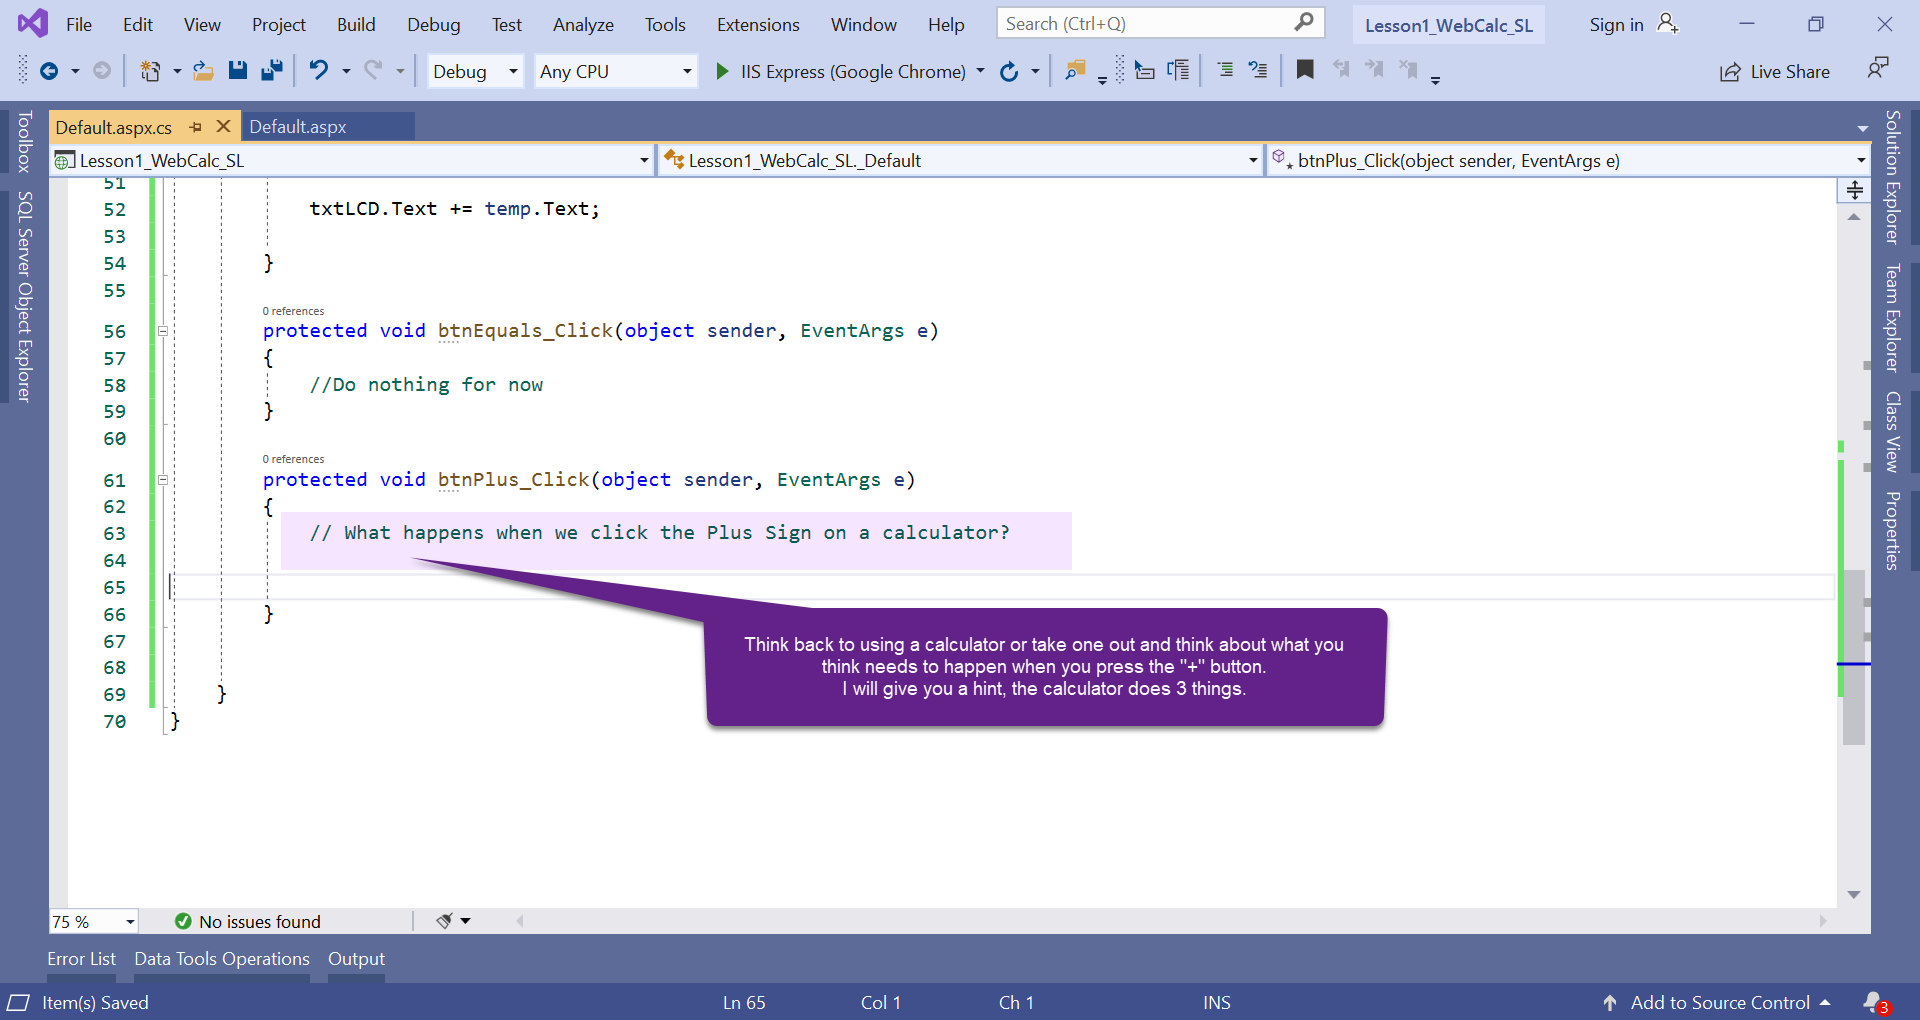 File Edit View Project Build Debug Test Analyze Tools Extensions Window Help Search (Ctrl+Q) Lesson1_WebCalc_SL Sign in
Debug Any CPU IIS Express (Google Chrome) Live Share
Toolbox
SQL Server Object Explorer
Default.aspx.cs Default.aspx
Lesson1_WebCalc_SL Lesson1_WebCalc_SL._Default btnPlus_Click(object sender, EventArgs e)
51
52 txtLCD.Text += temp.Text;
53
54 }
55
0 references
56 protected void btnEquals_Click(object sender, EventArgs e)
57 {
58 //Do nothing for now
59 }
60
0 references
61 protected void btnPlus_Click(object sender, EventArgs e)
62 {
63 // What happens when we click the Plus Sign on a calculator?
64
65
66 }
67
68
69 }
70 }
Think back to using a calculator or take one out and think about what you
think needs to happen when you press the "+" button.
I will give you a hint, the calculator does 3 things.
Solution Explorer
Team Explorer
Class View
Properties
75 % No issues found
Error List Data Tools Operations Output
Item(s) Saved Ln 65 Col 1 Ch 1 INS Add to Source Control 3